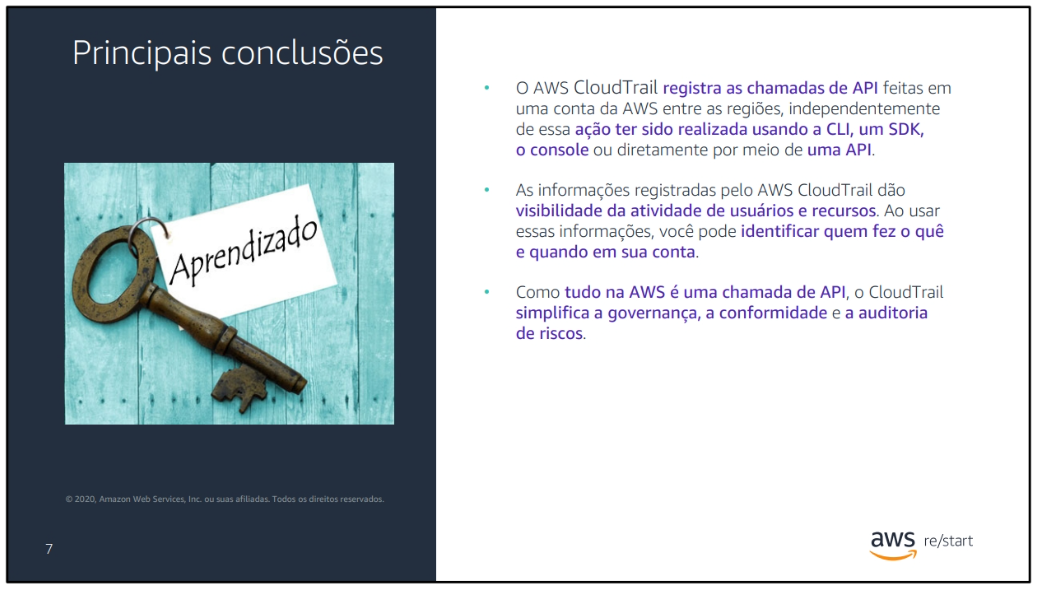 Principais conclusões
Aprendizado
© 2020, Amazon Web Services, Inc. ou suas afiliadas. Todos os direitos reservados.
7
• O AWS CloudTrail registra as chamadas de API feitas em
uma conta da AWS entre as regiões, independentemente
de essa ação ter sido realizada usando a CLI, um SDK,
o console ou diretamente por meio de uma API.
• As informações registradas pelo AWS CloudTrail dão
visibilidade da atividade de usuários e recursos. Ao usar
essas informações, você pode identificar quem fez o quê
e quando em sua conta.
• Como tudo na AWS é uma chamada de API, o CloudTrail
simplifica a governança, a conformidade e a auditoria
de riscos.
aws re/start